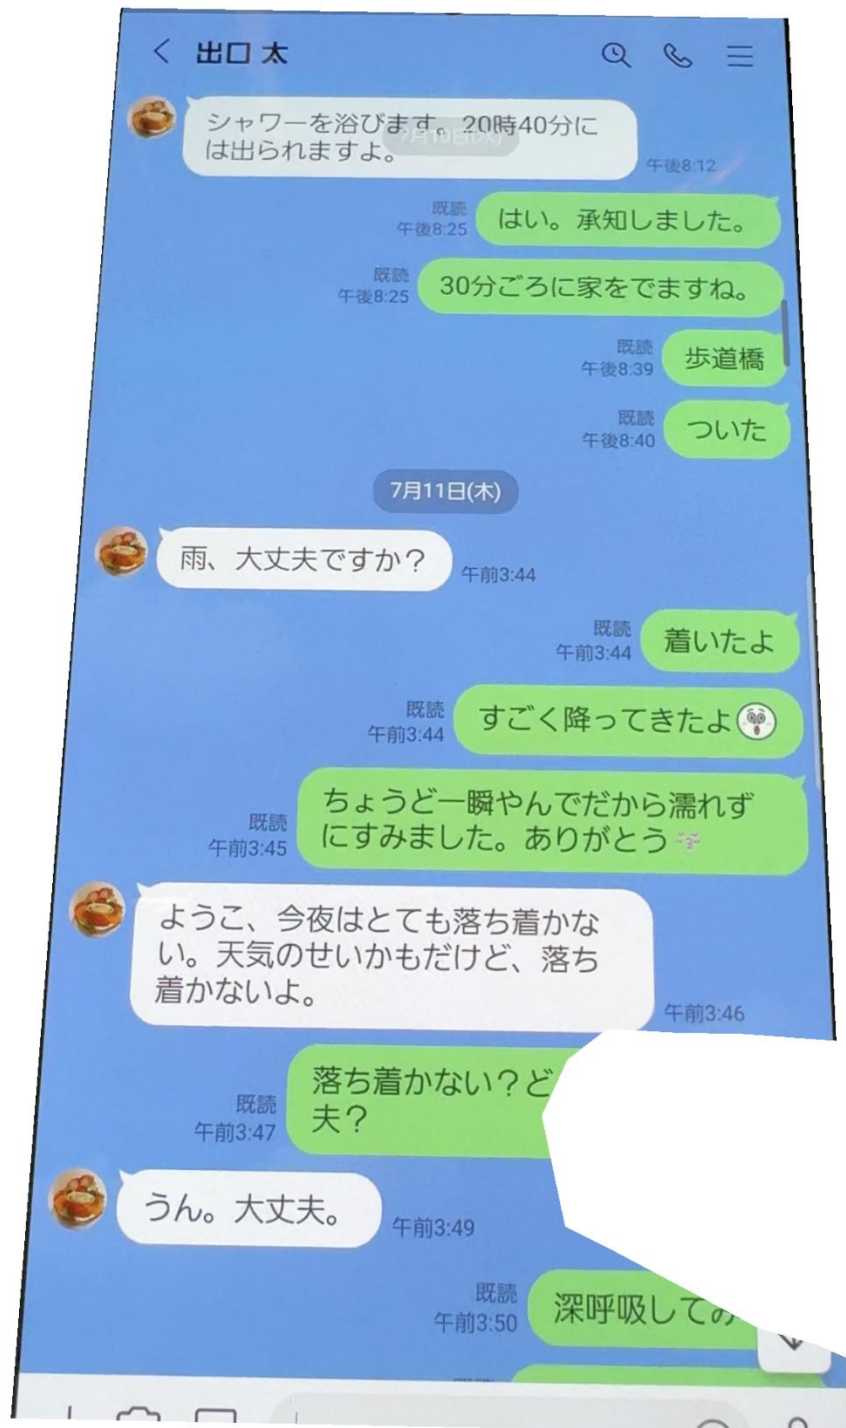 出口 太
シャワーを浴びます。20時40分に
は出られますよ。
午後8:12
既読
午後8:25
はい。承知しました。
既読
午後8:25
30分ごろに家をでますね。
既読
午後8:39
歩道橋
既読
午後8:40
ついた
7月11日(木)
雨、大丈夫ですか?
午前3:44
既読
午前3:44
着いたよ
既読
午前3:44
すごく降ってきたよ
既読
午前3:45
ちょうど一瞬やんでだから濡れず
にすみました。ありがとう
ようこ、今夜はとても落ち着かな
い。天気のせいかもだけど、落ち
着かないよ。
午前3:46
既読
午前3:47
落ち着かない?ど
夫?
うん。大丈夫。
午前3:49
既読
午前3:50
深呼吸してみ